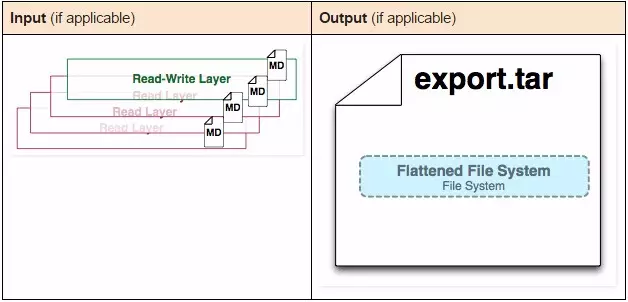 Input (if applicable)
Output (if applicable)
MD
Read-Write Layer
MD
Read Layer
MD
Read Layer
MD
Read Layer
export.tar
Flattened File System
File System